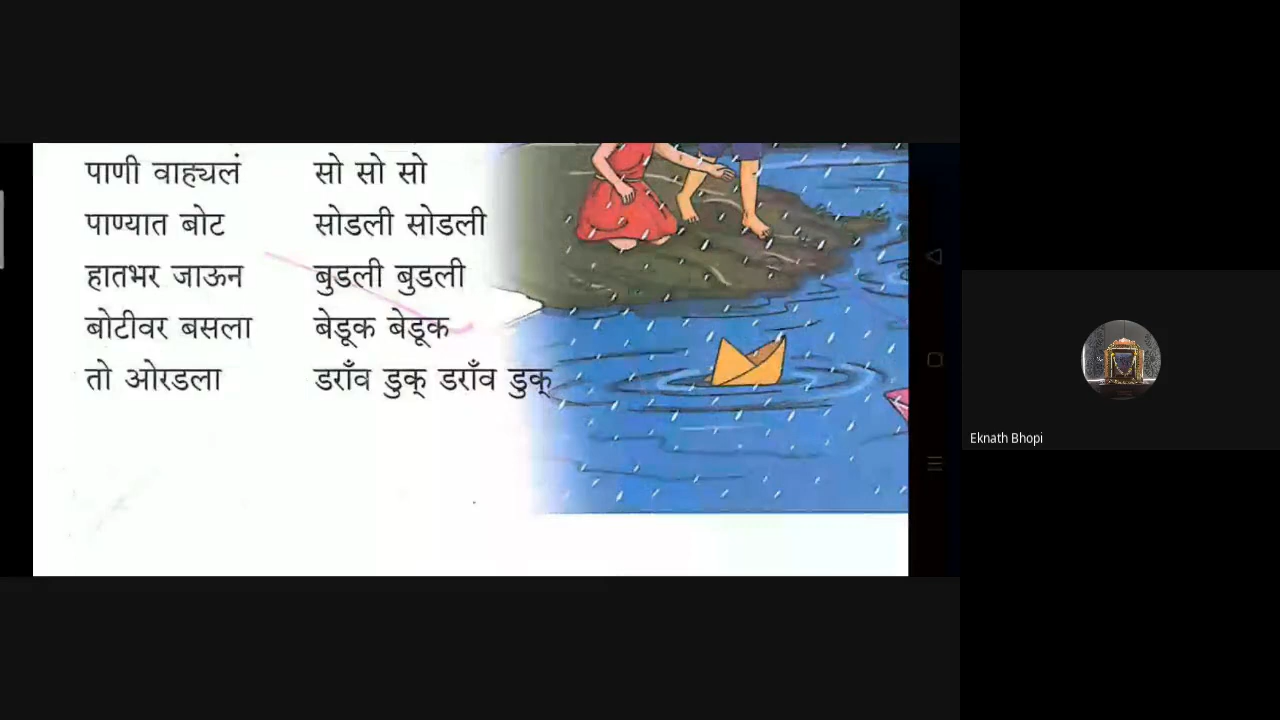 पाणी वाह्यलं सो सो सो
पाण्यात बोट सोडली सोडली
हातभर जाऊन बुडली बुडली
बोटीवर बसला बेडूक बेडूक
तो ओरडला डराँव डुक् डराँव डुक्
Eknath Bhopi